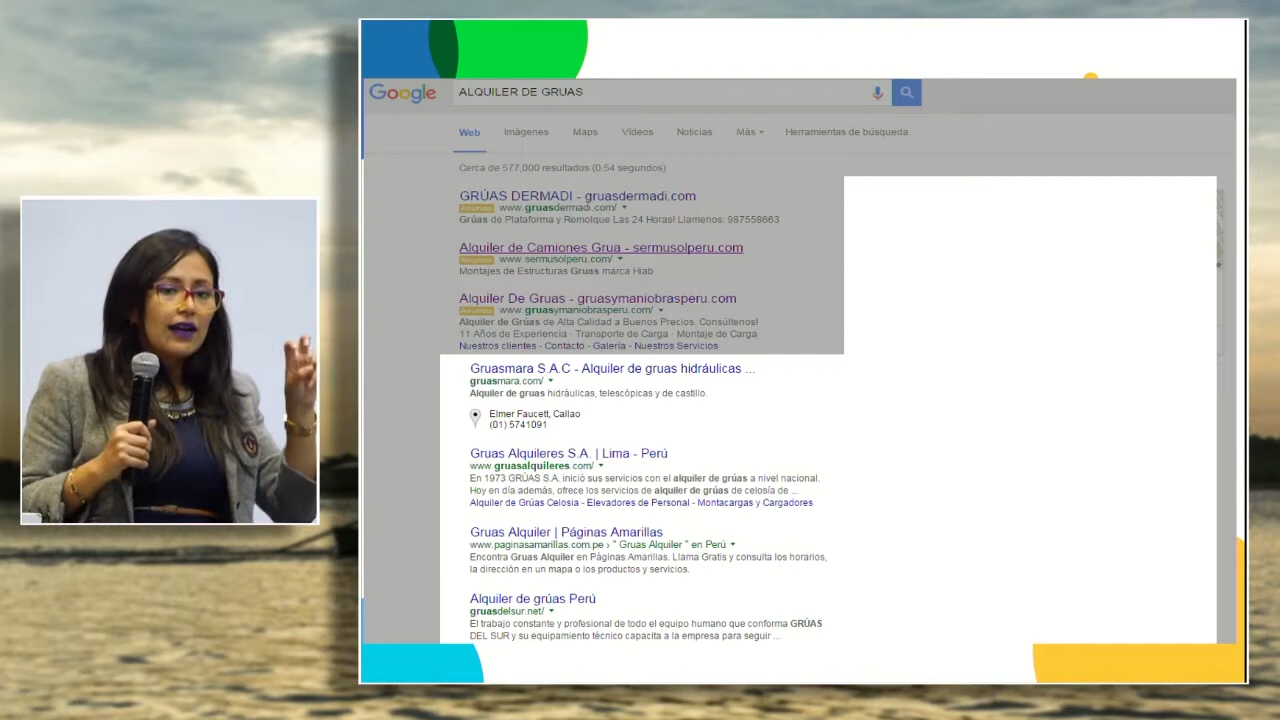 Google
ALQUILER DE GRUAS
Web Imágenes Maps Vídeos Noticias Más Herramientas de búsqueda
Cerca de 577,000 resultados (0,54 segundos)
GRÚAS DERMADI - gruasdermadi.com
Anuncio www.gruasdermadi.com/
Grúas de Plataforma y Remolque Las 24 Horas! Llamenos: 987558663
Alquiler de Camiones Grua - sermusolperu.com
Anuncio www.sermusolperu.com/
Montajes de Estructuras Gruas marca Hiab
Alquiler De Gruas - gruasymaniobrasperu.com
Anuncio www.gruasymaniobrasperu.com/
Alquiler de Grúas de Alta Calidad a Buenos Precios. Consúltenos!
11 Años de Experiencia · Transporte de Carga · Montaje de Carga
Nuestros clientes - Contacto - Galería - Nuestros Servicios
Gruasmara S.A.C - Alquiler de gruas hidráulicas ...
gruasmara.com/
Alquiler de gruas hidráulicas, telescópicas y de castillo.
Elmer Faucett, Callao
(01) 5741091
Gruas Alquileres S.A. | Lima - Perú
www.gruasalquileres.com/
En 1973 GRÚAS S.A. inició sus servicios con el alquiler de grúas a nivel nacional.
Hoy en día además, ofrece los servicios de alquiler de grúas de celosía de ...
Alquiler de Grúas Celosia - Elevadores de Personal - Montacargas y Cargadores
Gruas Alquiler | Páginas Amarillas
www.paginasamarillas.com.pe › " Gruas Alquiler " en Perú
Encontra Gruas Alquiler en Páginas Amarillas. Llama Gratis y consulta los horarios,
la dirección en un mapa o los productos y servicios.
Alquiler de grúas Perú
gruasdelsur.net/
El trabajo constante y profesional de todo el equipo humano que conforma GRÚAS
DEL SUR y su equipamiento técnico capacita a la empresa para seguir ...